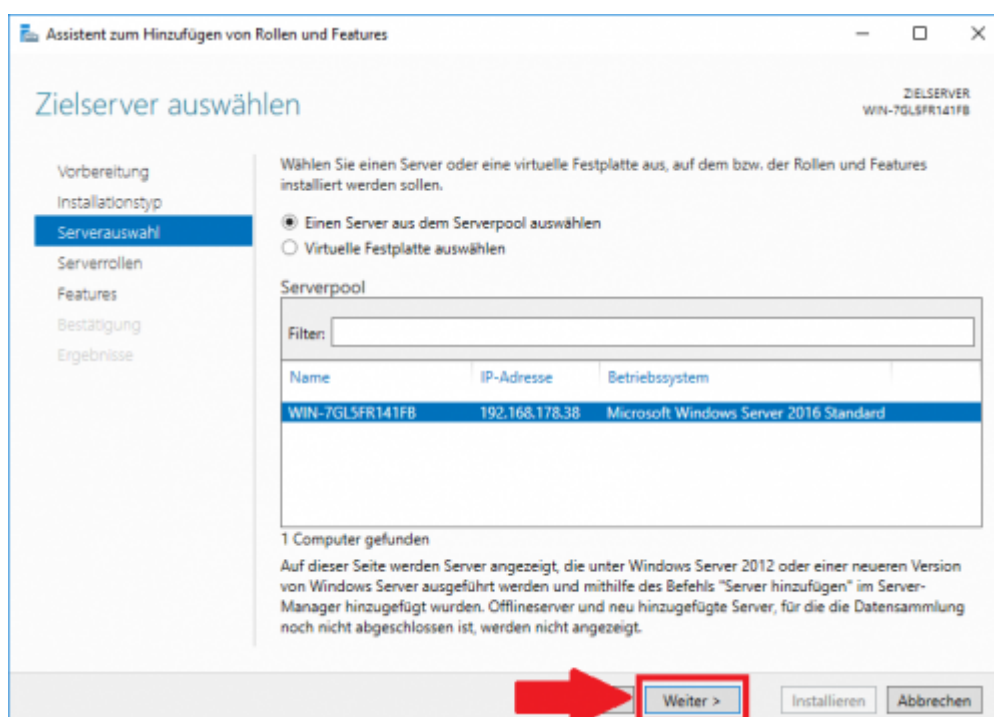 Assistent zum Hinzufügen von Rollen und Features
Zielserver auswählen
ZIELSERVER
WIN-7GL5FR141FB
Vorbereitung
Installationstyp
Serverauswahl
Serverrollen
Features
Bestätigung
Ergebnisse
Wählen Sie einen Server oder eine virtuelle Festplatte aus, auf dem bzw. der Rollen und Features
installiert werden sollen.
Einen Server aus dem Serverpool auswählen
Virtuelle Festplatte auswählen
Serverpool
Filter:
Name IP-Adresse Betriebssystem
WIN-7GL5FR141FB 192.168.178.38 Microsoft Windows Server 2016 Standard
1 Computer gefunden
Auf dieser Seite werden Server angezeigt, die unter Windows Server 2012 oder einer neueren Version
von Windows Server ausgeführt werden und mithilfe des Befehls "Server hinzufügen" im Server-
Manager hinzugefügt wurden. Offlineserver und neu hinzugefügte Server, für die die Datensammlung
noch nicht abgeschlossen ist, werden nicht angezeigt.
Weiter > Installieren Abbrechen